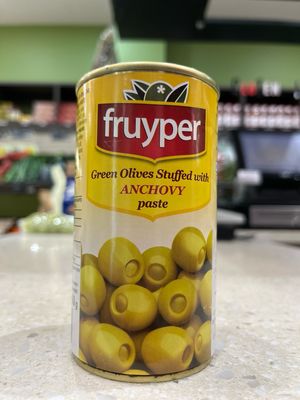 fruyper
Green Olives Stuffed with
ANCHOVY
paste